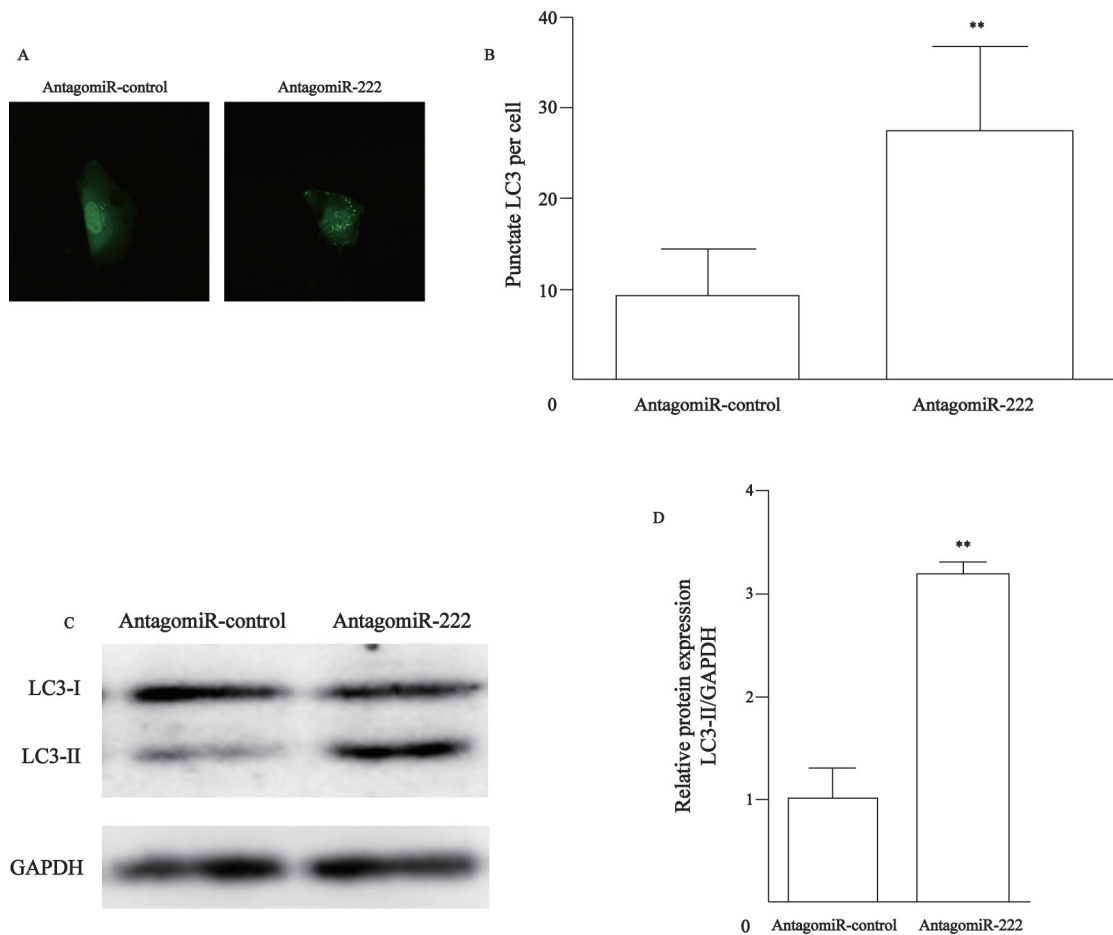 A
AntagomiR-control AntagomiR-222
B
40
30
20
10
0
Punctate LC3 per cell
**
AntagomiR-control AntagomiR-222
C
AntagomiR-control AntagomiR-222
LC3-I
LC3-II
GAPDH
D
4
3
2
1
0
Relative protein expression
LC3-II/GAPDH
**
AntagomiR-control AntagomiR-222